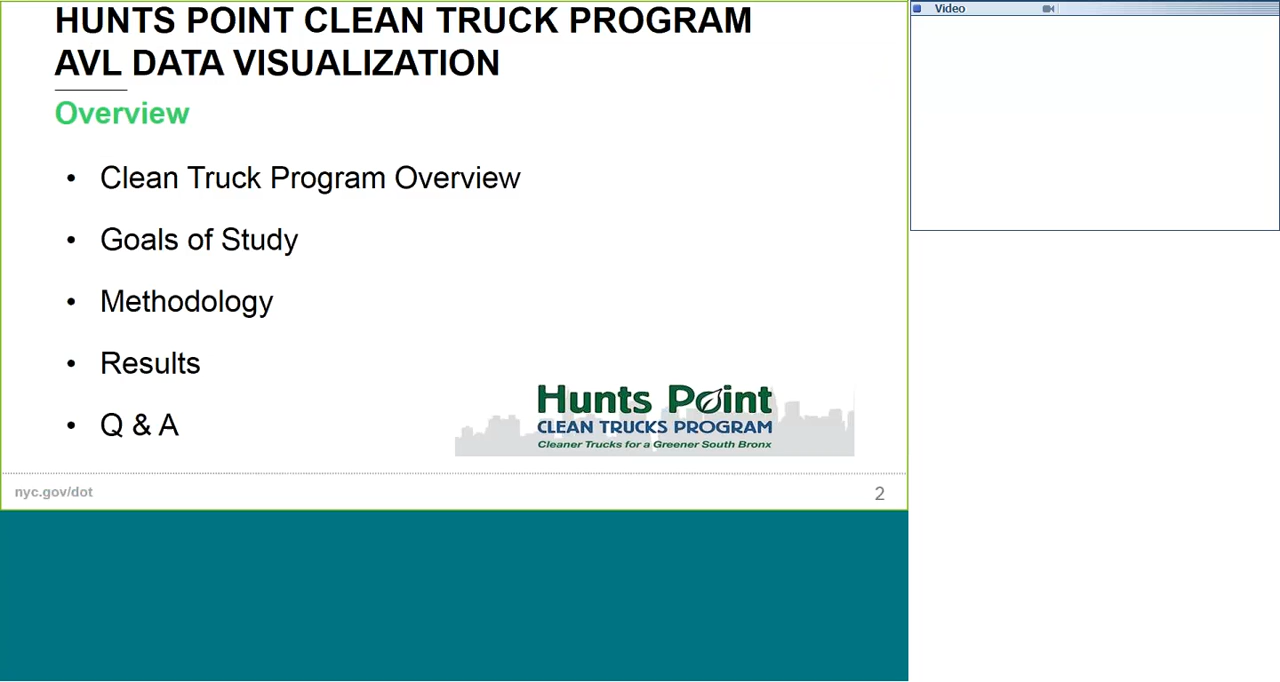 HUNTS POINT CLEAN TRUCK PROGRAM
AVL DATA VISUALIZATION
Overview
• Clean Truck Program Overview
• Goals of Study
• Methodology
• Results
• Q & A
Hunts Point
CLEAN TRUCKS PROGRAM
Cleaner Trucks for a Greener South Bronx
nyc.gov/dot
2
Video